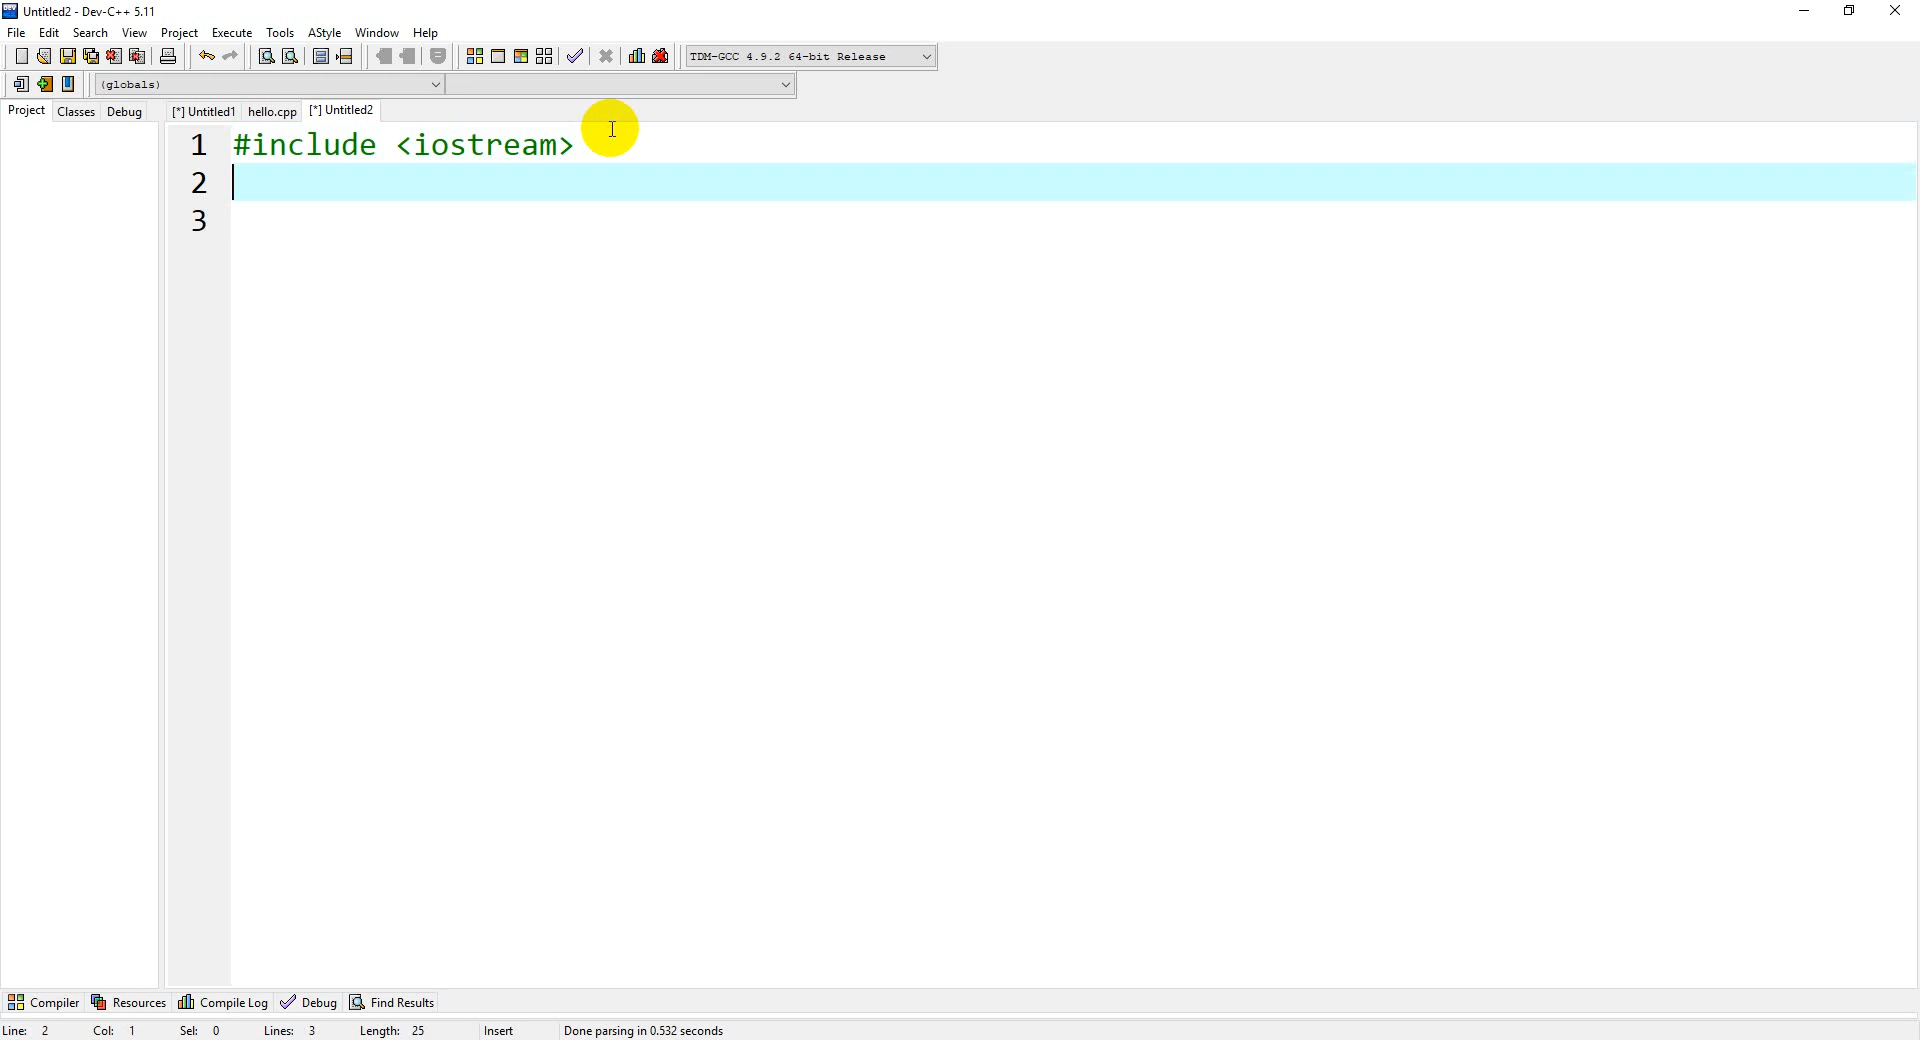 Untitled2 - Dev-C++ 5.11
File Edit Search View Project Execute Tools AStyle Window Help
TDM-GCC 4.9.2 64-bit Release
(globals)
Project Classes Debug [*] Untitled1 hello.cpp [*] Untitled2
1 #include <iostream>
2
3
Compiler Resources Compile Log Debug Find Results
Line: 2 Col: 1 Sel: 0 Lines: 3 Length: 25 Insert Done parsing in 0.532 seconds